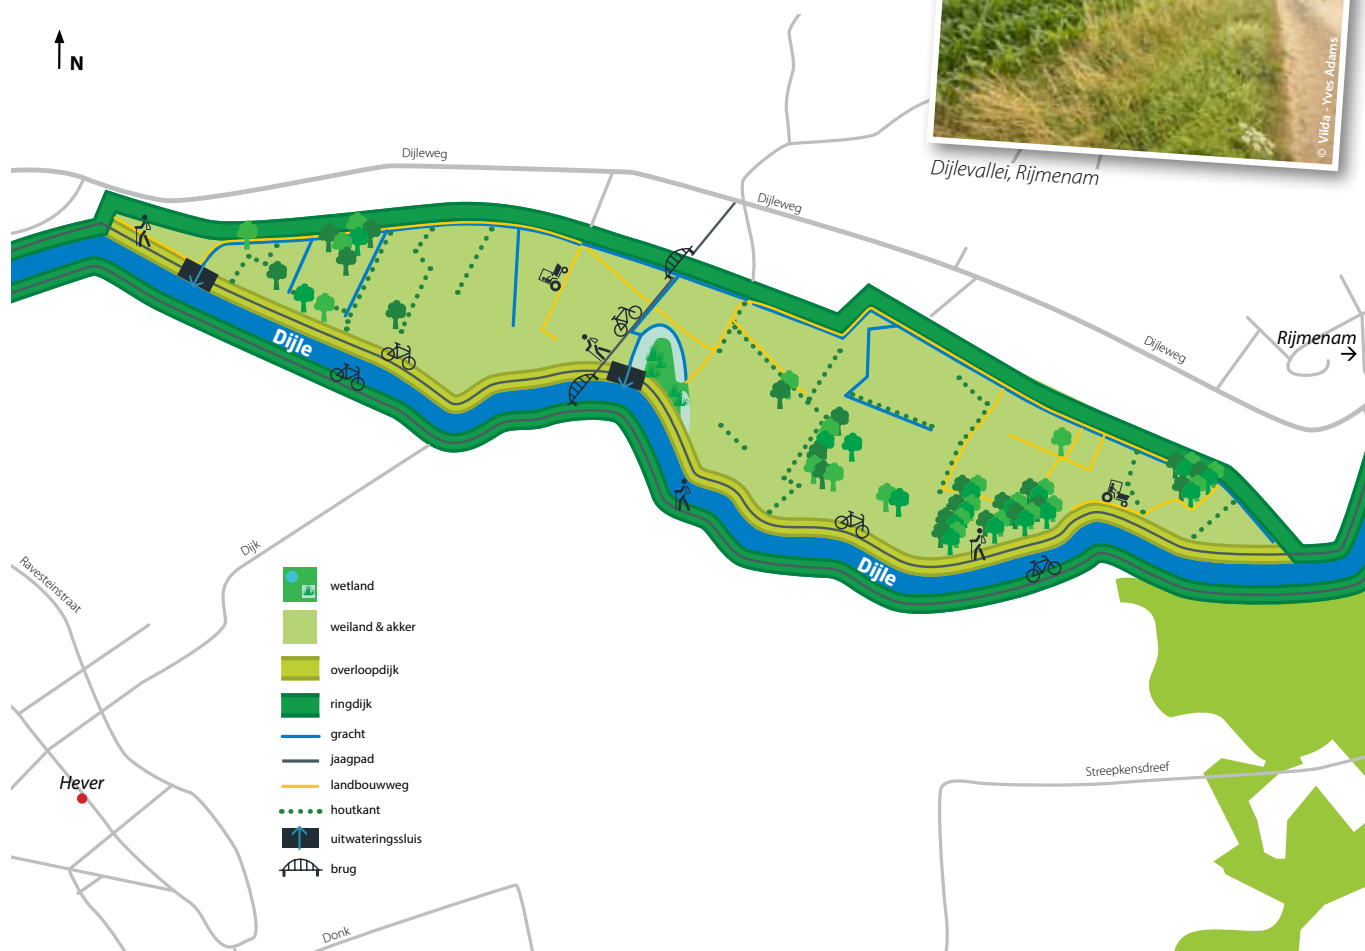 N
© Vilda - Yves Adams
Dijlevallei, Rijmenam
Dijleweg
Dijleweg
Dijleweg
Rijmenam
Dijle
Dijle
Dijk
Ravesteinstraat
Hever
Donk
Streepkensdreef
wetland
weiland & akker
overloopdijk
ringdijk
gracht
jaagpad
landbouwweg
houtkant
uitwateringssluis
brug